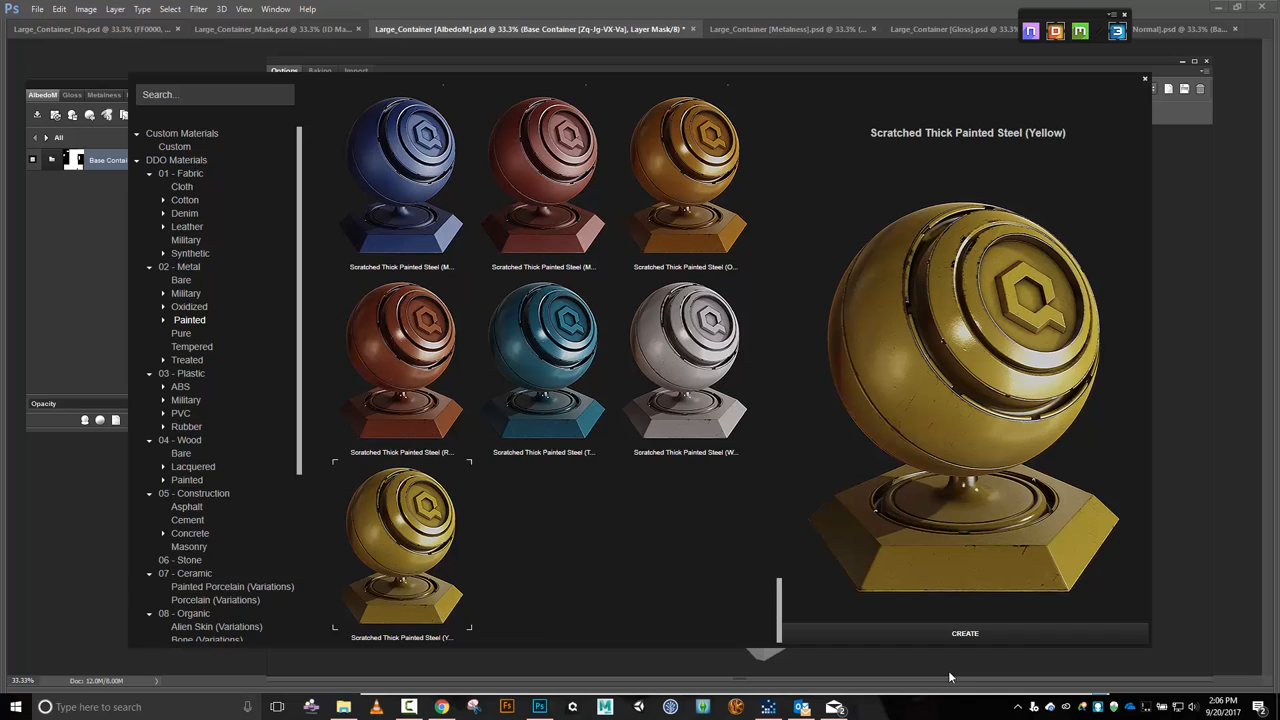 Ps File Edit Image Layer Type Select Filter 3D View Window Help
Large_Container_IDs.psd @ 33.3% (FF0000, ...
Large_Container_Mask.psd @ 33.3% (ID Ma...
Large_Container [AlbedoM].psd @ 33.3% (Base Container [Zq-Jg-VX-Va], Layer Mask/8) *
Large_Container [Metalness].psd @ 33.3% (...
Large_Container [Gloss].psd @ 33.3% (Bas
Normal].psd @ 33.3% (Ba...
Options Baking Import
AlbedoM Gloss Metalness
All
Base Contai
Opacity
Search...
Custom Materials
Custom
DDO Materials
01 - Fabric
Cloth
Cotton
Denim
Leather
Military
Synthetic
02 - Metal
Bare
Military
Oxidized
Painted
Pure
Tempered
Treated
03 - Plastic
ABS
Military
PVC
Rubber
04 - Wood
Bare
Lacquered
Painted
05 - Construction
Asphalt
Cement
Concrete
Masonry
06 - Stone
07 - Ceramic
Painted Porcelain (Variations)
Porcelain (Variations)
08 - Organic
Alien Skin (Variations)
Bone (Variations)
Scratched Thick Painted Steel (M...
Scratched Thick Painted Steel (M...
Scratched Thick Painted Steel (O...
Scratched Thick Painted Steel (R...
Scratched Thick Painted Steel (T...
Scratched Thick Painted Steel (W...
Scratched Thick Painted Steel (Y...
Scratched Thick Painted Steel (Yellow)
CREATE
33.33% Doc: 12.0M/8.00M
Type here to search
2:06 PM
9/20/2017